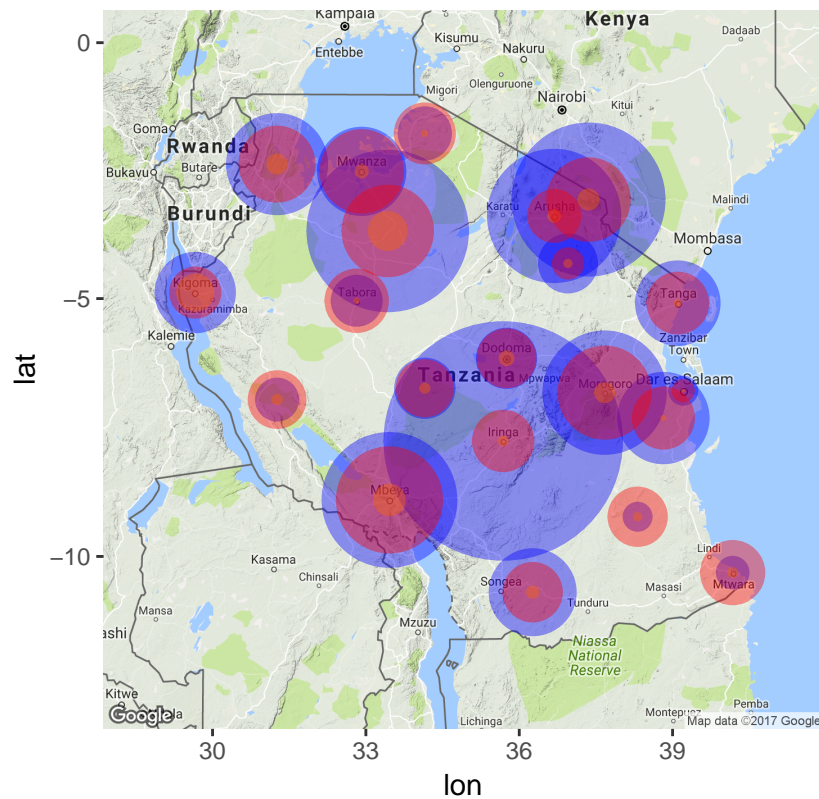 Kampala
Kenya
Dadaab
0
Entebbe
Kisumu
Nakuru
Olenguruone
Migori
Nairobi
Kitui
Goma
Rwanda
Butare
Bukavu
Mwanza
Burundi
Karatu
Arusha
Malindi
Mombasa
Kigoma
Kazuramimba
Tabora
Tanga
−5
Kalemie
Zanzibar
Town
Dodoma
Mpwapwa
Tanzania
Morogoro
Dar es Salaam
lat
Iringa
Mbeya
−10
Kasama
Chinsali
Songea
Tunduru
Masasi
Lindi
Mtwara
Mansa
Mzuzu
ashi
Niassa
National
Reserve
Kitwe
Google
Lichinga
Montepuez
Pemba
Map data ©2017 Google
30
33
36
39
lon